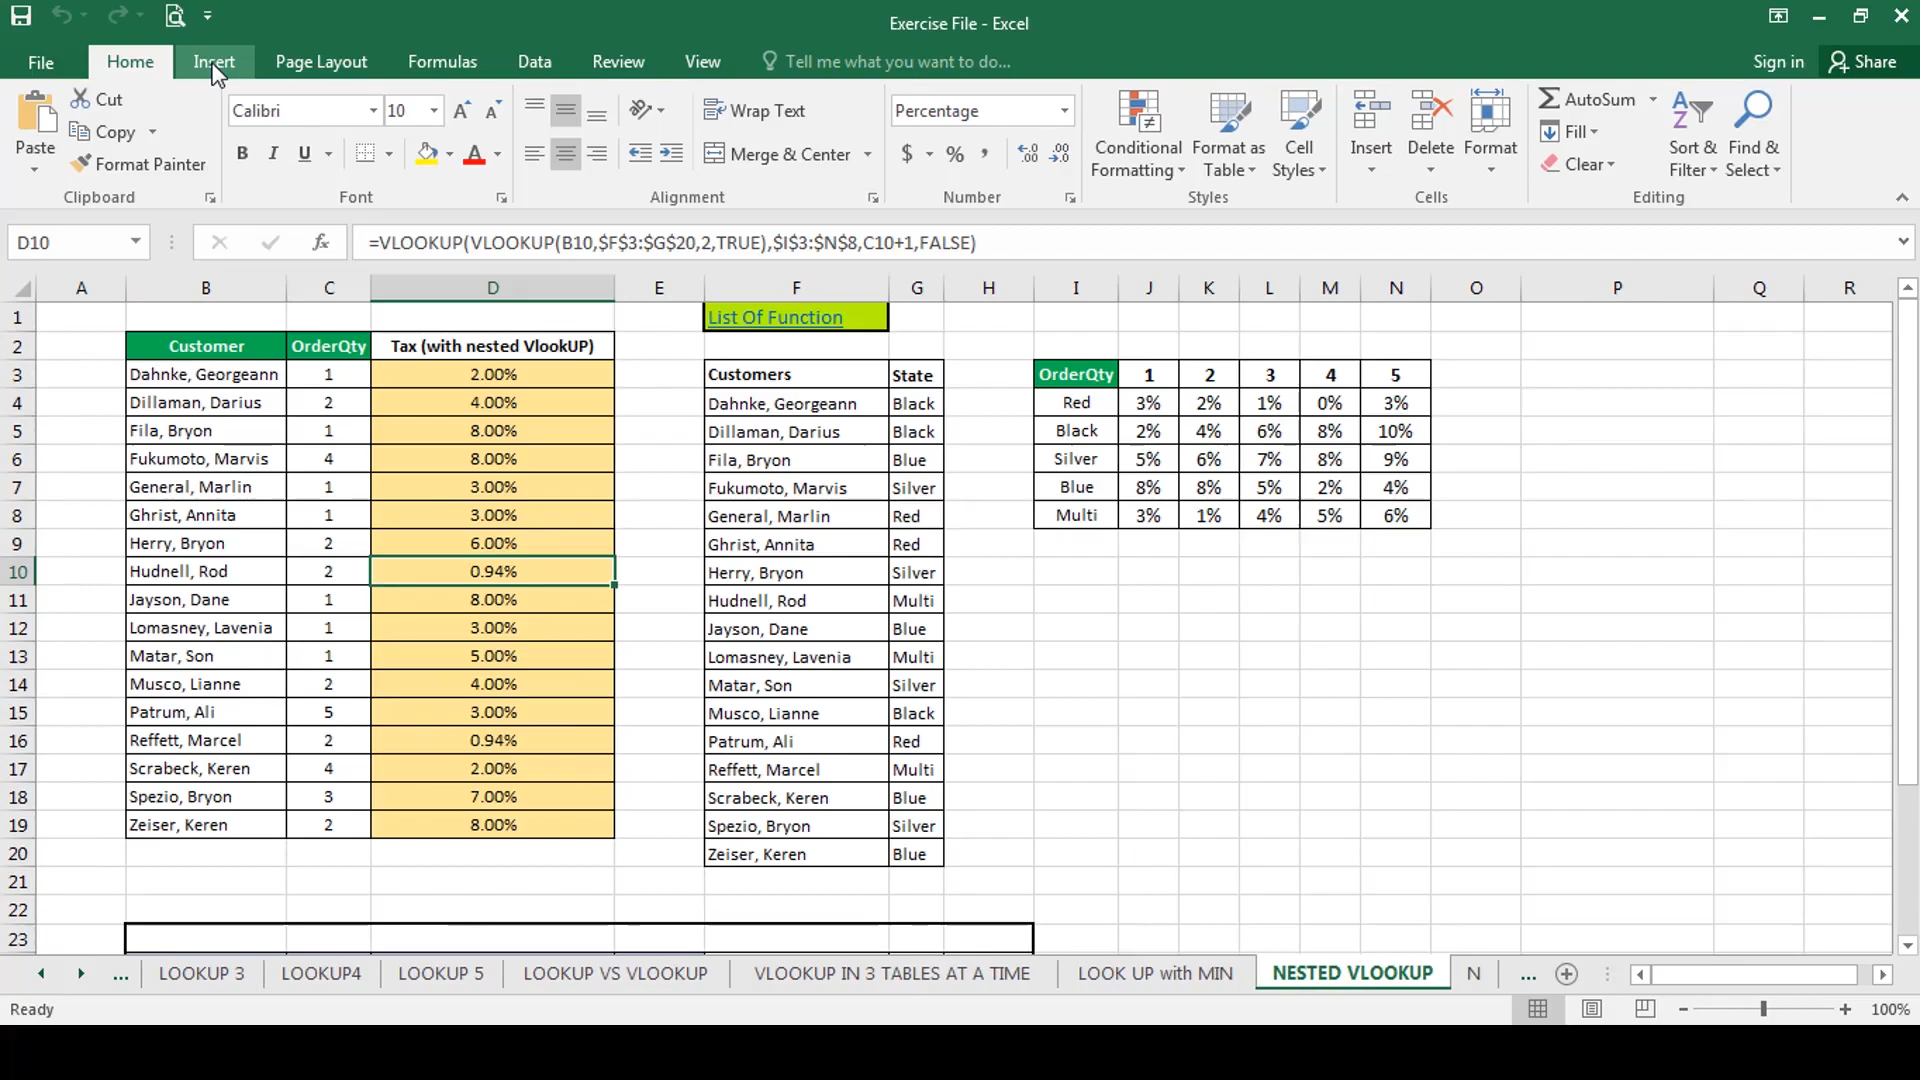 Exercise File - Excel
File Home Insert Page Layout Formulas Data Review View Tell me what you want to do... Sign in Share
Cut
Copy
Format Painter
Paste
Clipboard
Calibri 10
B I U A
Font
Wrap Text
Merge & Center
Alignment
Percentage
$ % ,
Number
Conditional Formatting
Format as Table
Cell Styles
Styles
Insert Delete Format
Cells
AutoSum
Fill
Clear
Sort & Filter
Find & Select
Editing
D10 fx =VLOOKUP(VLOOKUP(B10,$F$3:$G$20,2,TRUE),$I$3:$N$8,C10+1,FALSE)
A B C D E F G H I J K L M N O P Q R
1 List Of Function
2 Customer OrderQty Tax (with nested VlookUP)
3 Dahnke, Georgeann 1 2.00% Customers State OrderQty 1 2 3 4 5
4 Dillaman, Darius 2 4.00% Dahnke, Georgeann Black Red 3% 2% 1% 0% 3%
5 Fila, Bryon 1 8.00% Dillaman, Darius Black Black 2% 4% 6% 8% 10%
6 Fukumoto, Marvis 4 8.00% Fila, Bryon Blue Silver 5% 6% 7% 8% 9%
7 General, Marlin 1 3.00% Fukumoto, Marvis Silver Blue 8% 8% 5% 2% 4%
8 Ghrist, Annita 1 3.00% General, Marlin Red Multi 3% 1% 4% 5% 6%
9 Herry, Bryon 2 6.00% Ghrist, Annita Red
10 Hudnell, Rod 2 0.94% Herry, Bryon Silver
11 Jayson, Dane 1 8.00% Hudnell, Rod Multi
12 Lomasney, Lavenia 1 3.00% Jayson, Dane Blue
13 Matar, Son 1 5.00% Lomasney, Lavenia Multi
14 Musco, Lianne 2 4.00% Matar, Son Silver
15 Patrum, Ali 5 3.00% Musco, Lianne Black
16 Reffett, Marcel 2 0.94% Patrum, Ali Red
17 Scrabeck, Keren 4 2.00% Reffett, Marcel Multi
18 Spezio, Bryon 3 7.00% Scrabeck, Keren Blue
19 Zeiser, Keren 2 8.00% Spezio, Bryon Silver
20 Zeiser, Keren Blue
21
22
23
... LOOKUP 3 LOOKUP4 LOOKUP 5 LOOKUP VS VLOOKUP VLOOKUP IN 3 TABLES AT A TIME LOOK UP with MIN NESTED VLOOKUP N ...
Ready 100%